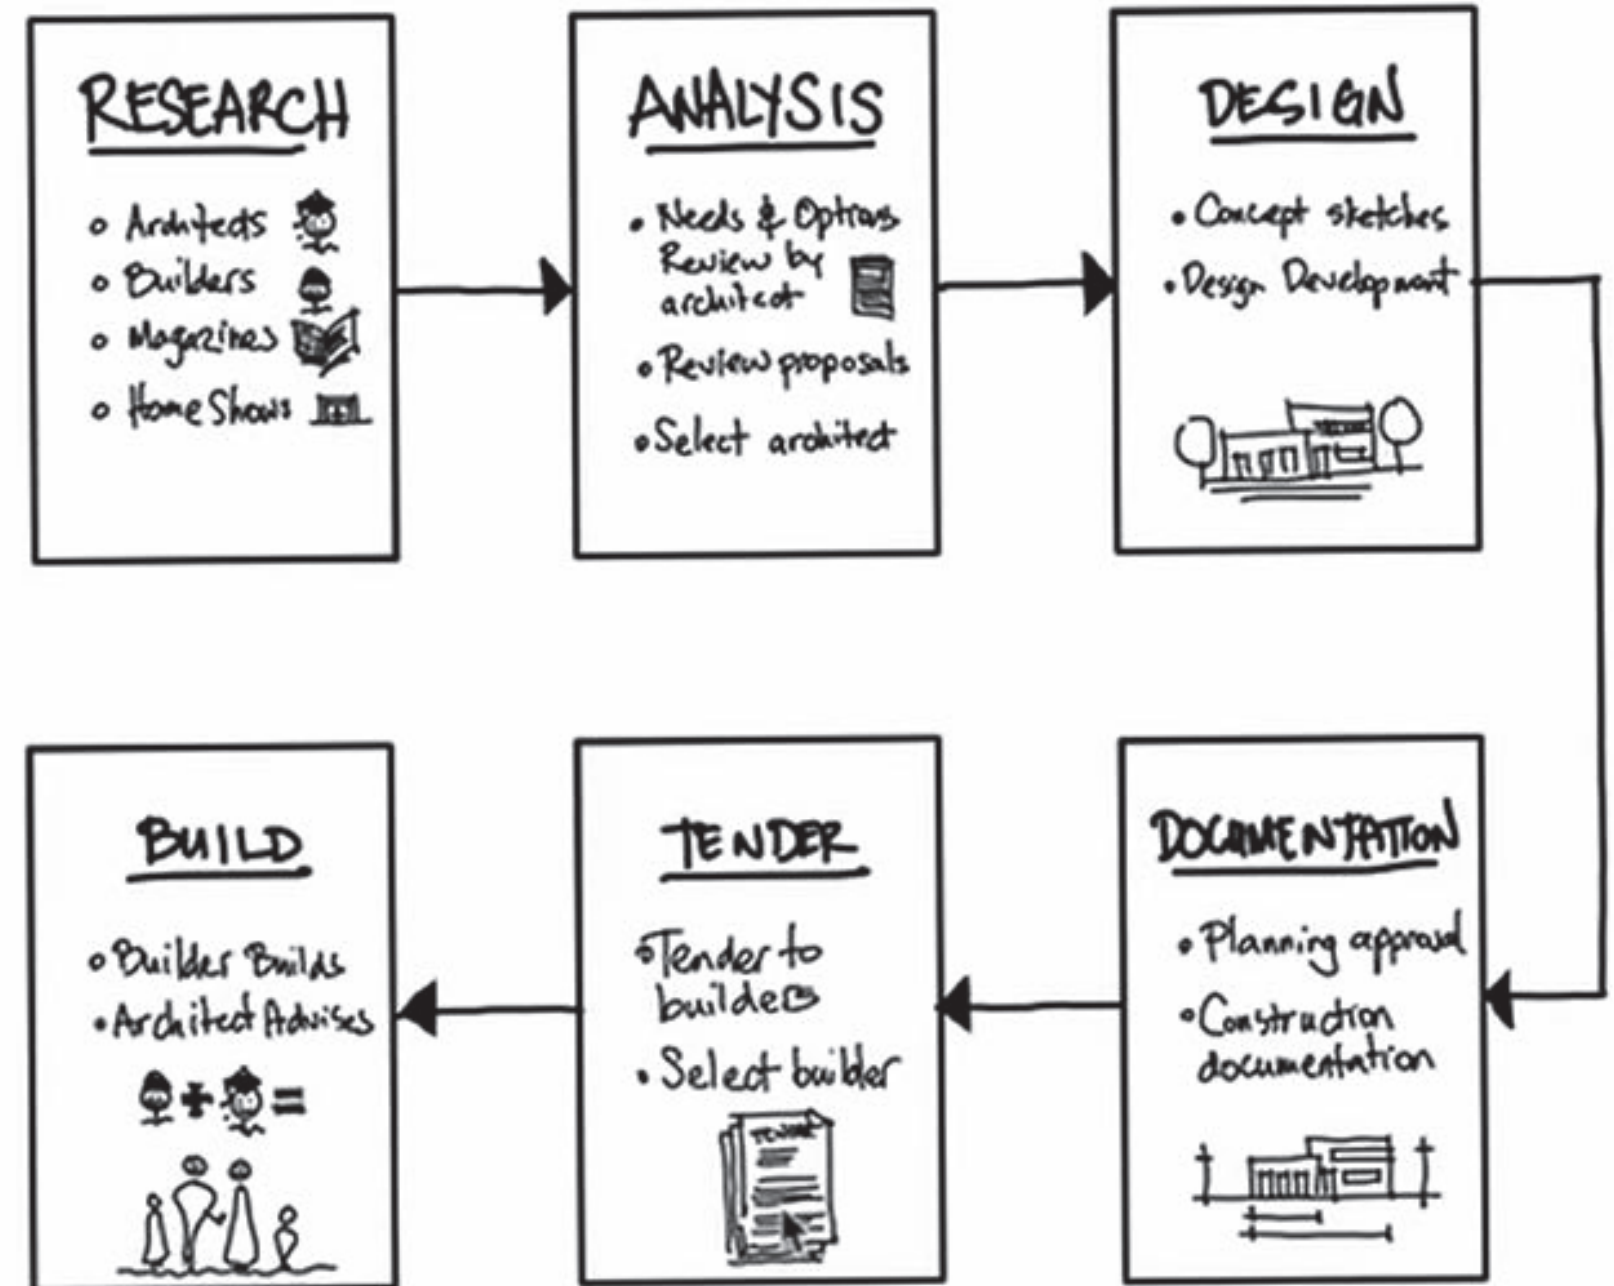 RESEARCH
Architects
Builders
Magazines
Home Shows
ANALYSIS
Needs & Options
Review by
architect
Review proposals
Select architect
DESIGN
Concept sketches
Design Development
DOCUMENTATION
Planning approval
Construction
documentation
TENDER
Tender to
builders
Select builder
TENDER
BUILD
Builder Builds
Architect Advises
+ =